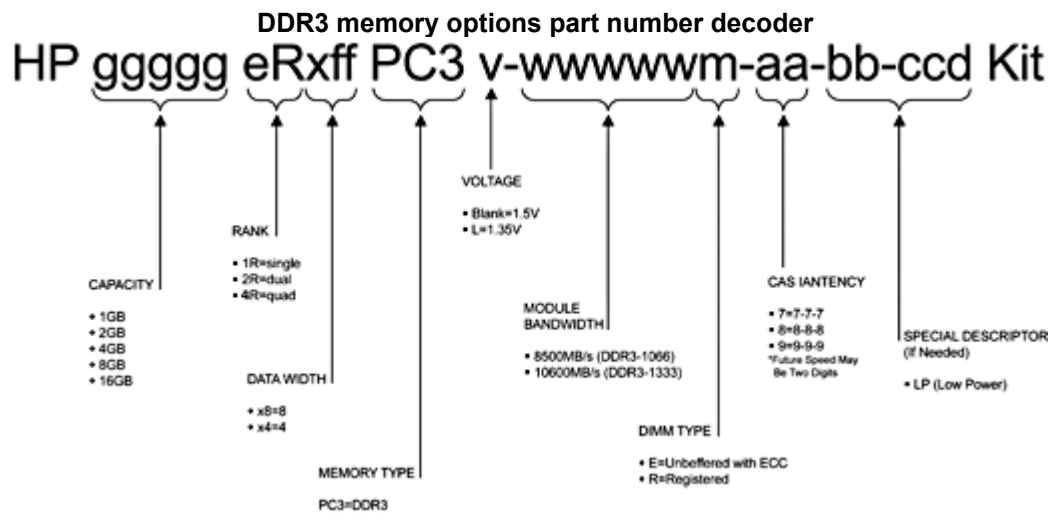 DDR3 memory options part number decoder
HP ggggg eRxff PC3 v-wwwwwm-aa-bb-ccd Kit
CAPACITY
• 1GB
• 2GB
• 4GB
• 8GB
• 16GB
RANK
• 1R=single
• 2R=dual
• 4R=quad
DATA WIDTH
• x8=8
• x4=4
MEMORY TYPE
PC3=DDR3
VOLTAGE
• Blank=1.5V
• L=1.35V
MODULE
BANDWIDTH
• 8500MB/s (DDR3-1066)
• 10600MB/s (DDR3-1333)
DIMM TYPE
• E=Unbeffered with ECC
• R=Registered
CAS IANTENCY
• 7=7-7-7
• 8=8-8-8
• 9=9-9-9
*Future Speed May
Be Two Digits
SPECIAL DESCRIPTOR
(If Needed)
• LP (Low Power)